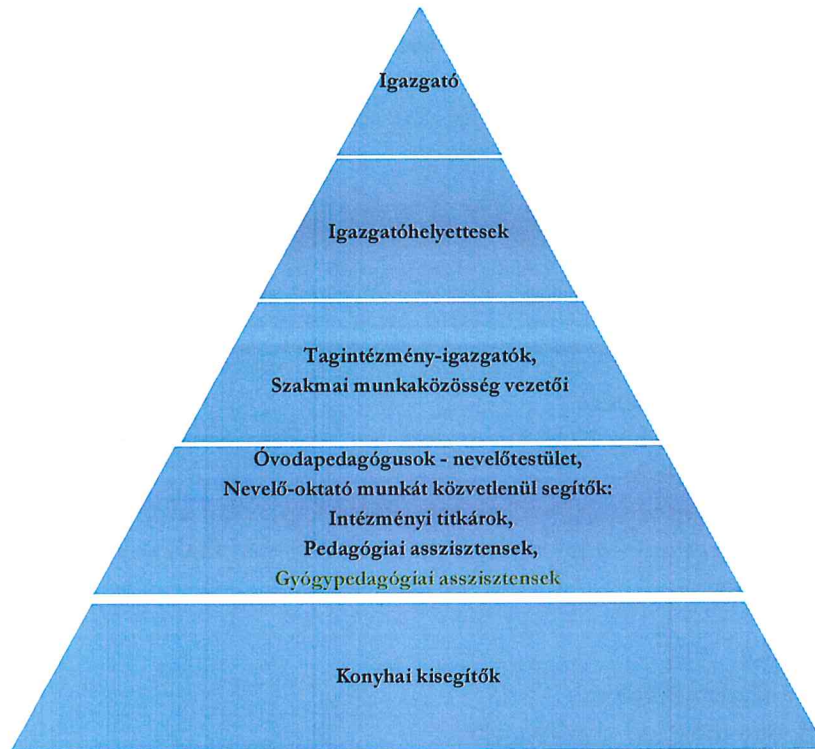 Igazgató
Igazgatóhelyettesek
Tagintézmény-igazgatók,
Szakmai munkaközösség vezetői
Óvodapedagógusok - nevelőtestület,
Nevelő-oktató munkát közvetlenül segítők:
Intézményi titkárok,
Pedagógiai asszisztensek,
Gyógypedagógiai asszisztensek
Konyhai kisegítők